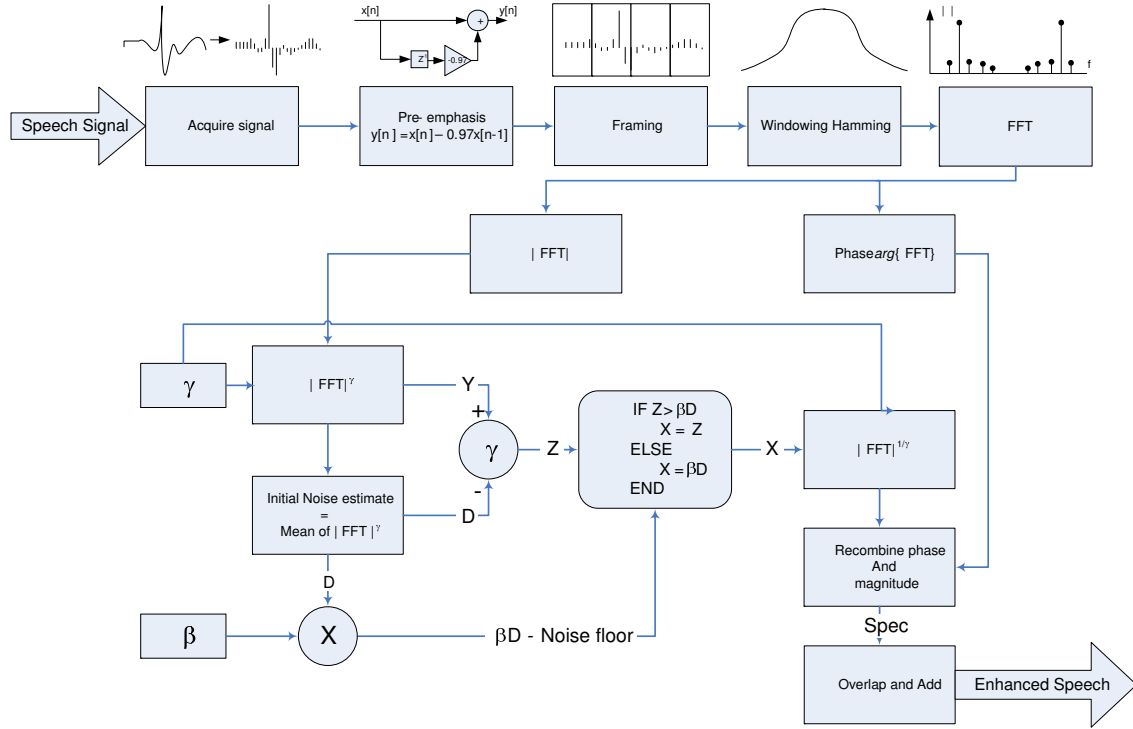 x[n]
y[n]
+
Z⁻¹
-0.97
| |
f
Speech Signal
Acquire signal
Pre- emphasis
y[n] =x[n] – 0.97x[n-1]
Framing
Windowing Hamming
FFT
| FFT|
Phase arg{ FFT}
γ
| FFT|^γ
Y
+
γ
-
D
Z
IF Z > βD
X = Z
ELSE
X = βD
END
X
| FFT|^1/γ
Initial Noise estimate
=
Mean of | FFT |^γ
D
β
X
βD - Noise floor
Recombine phase
And
magnitude
Spec
Overlap and Add
Enhanced Speech